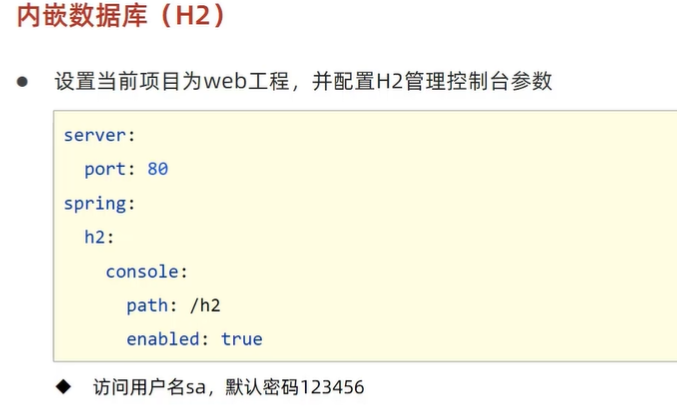 内嵌数据库（H2）
● 设置当前项目为web工程，并配置H2管理控制台参数
server:
  port: 80
spring:
  h2:
    console:
      path: /h2
      enabled: true
◆ 访问用户名sa，默认密码123456